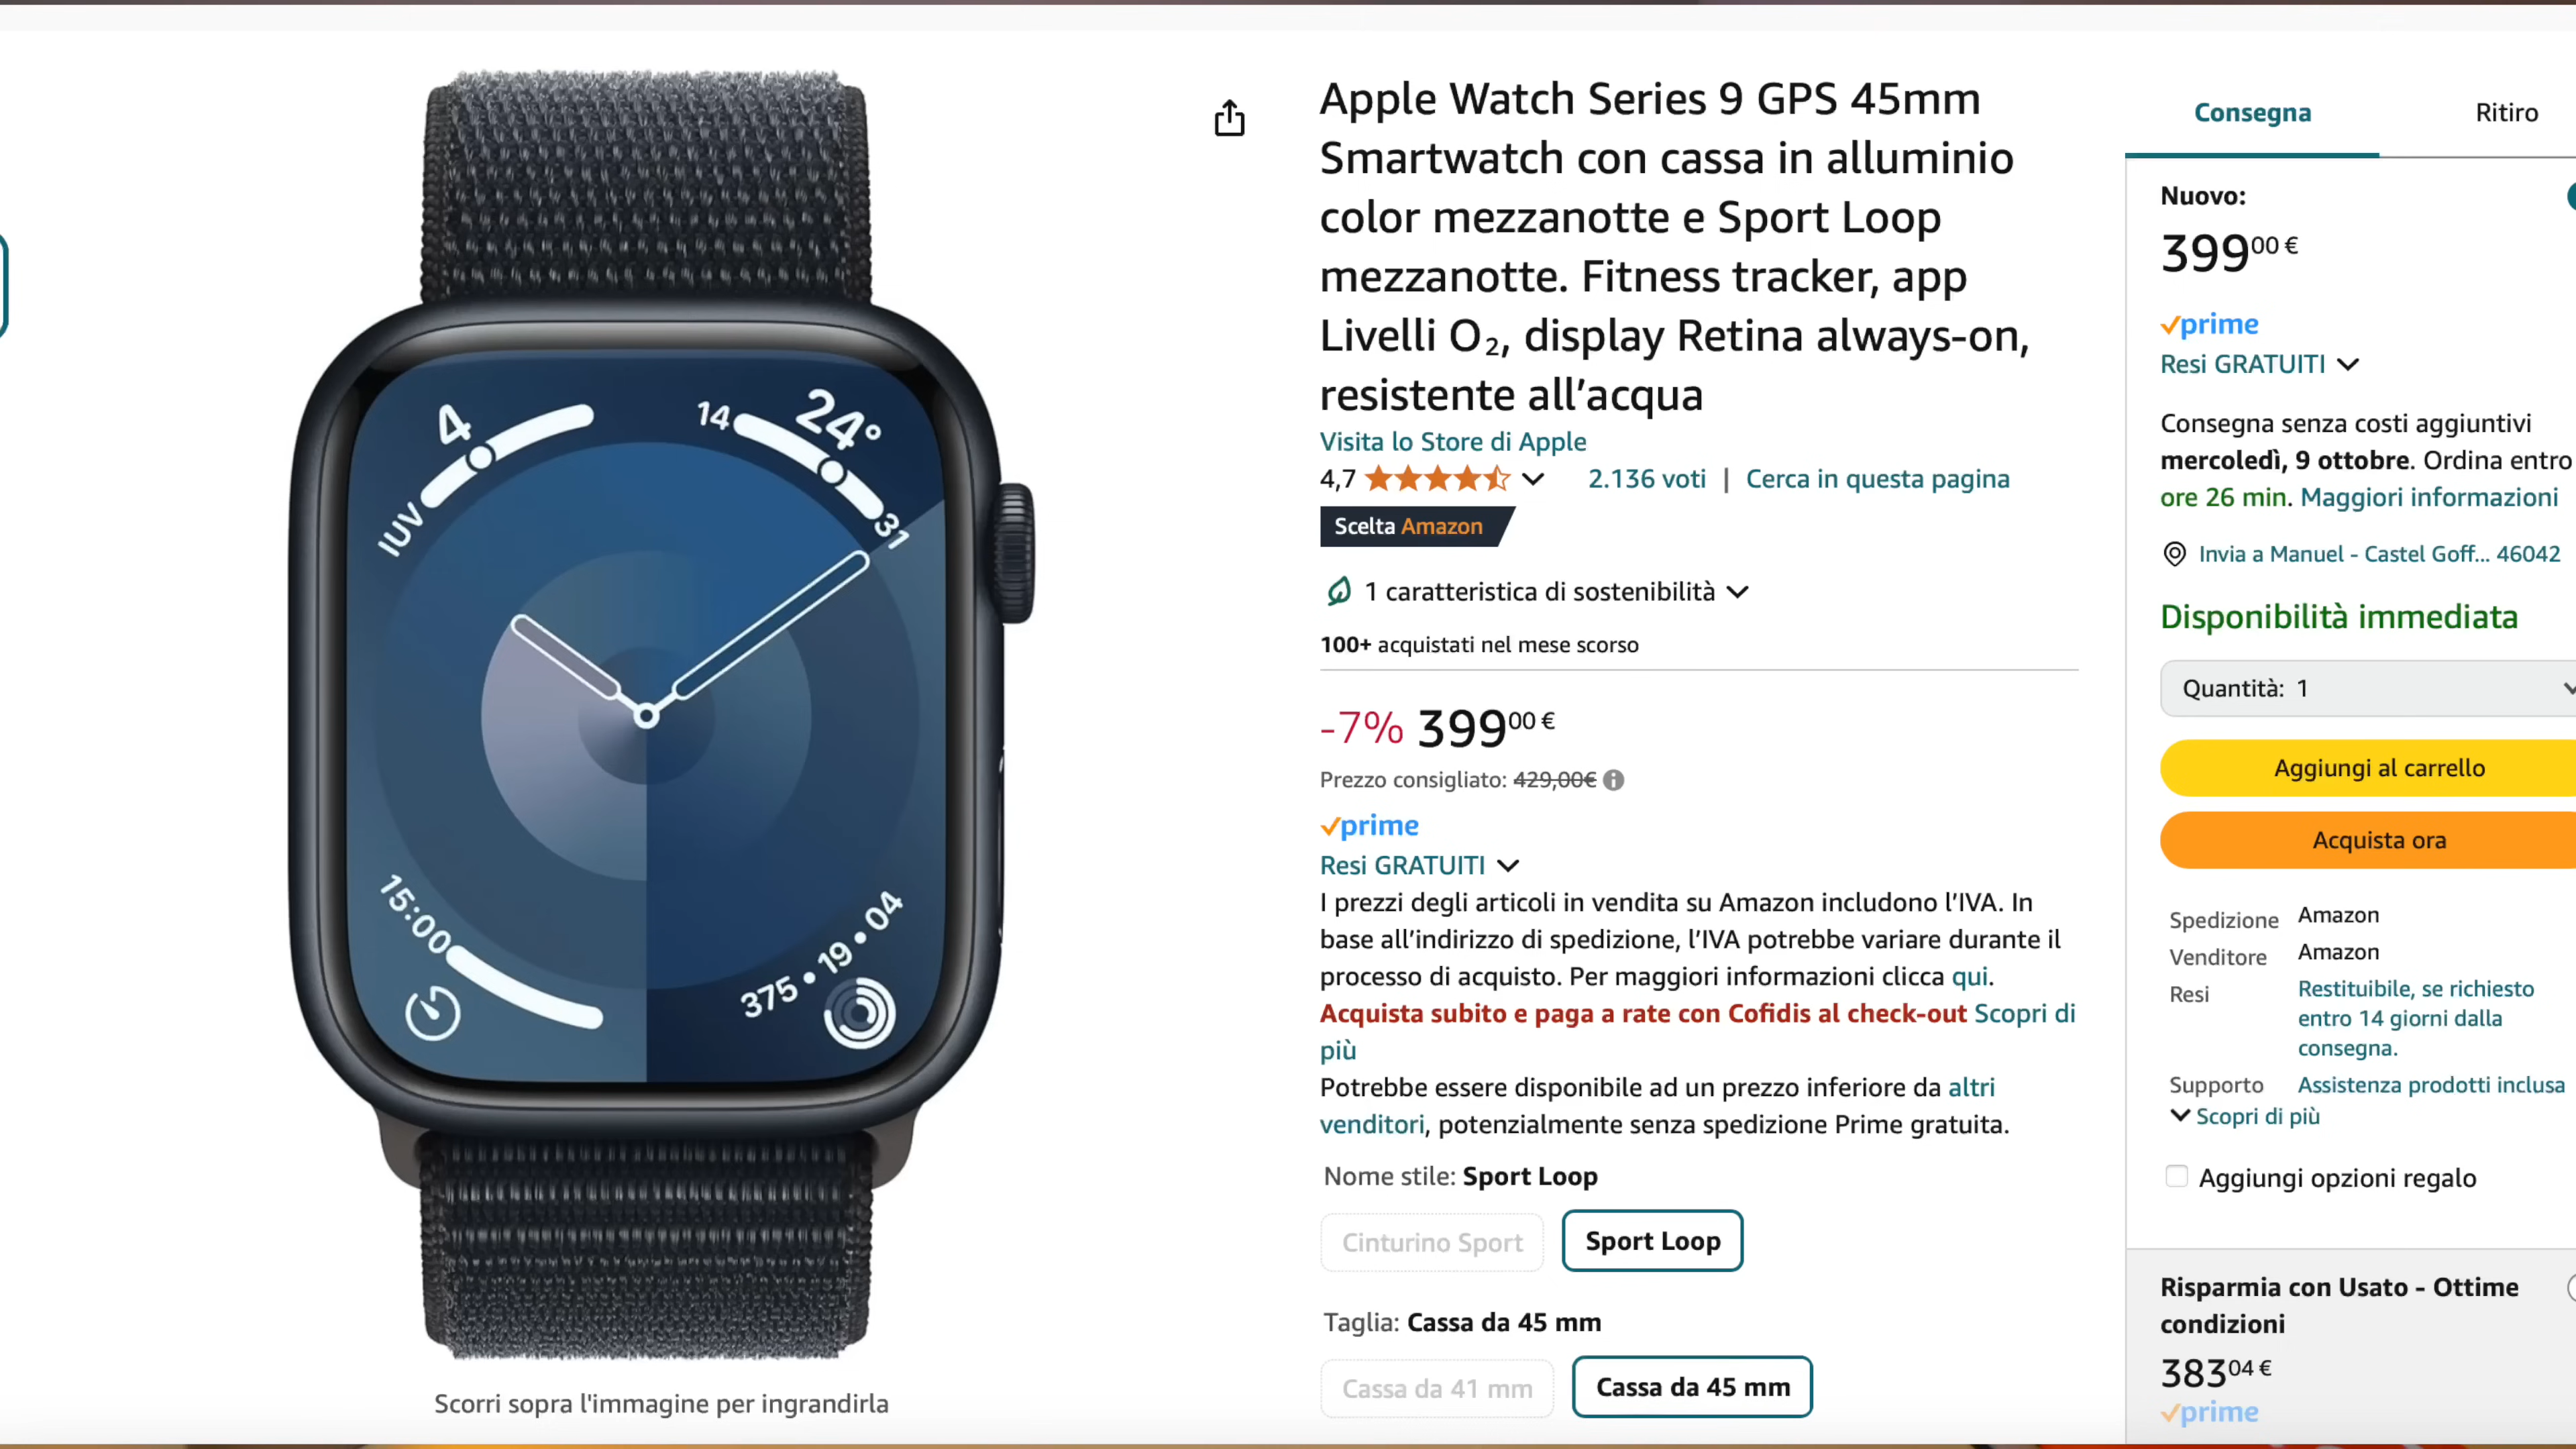 4
IUV
14
24°
31
15:00
375 • 19 • 04
Scorri sopra l'immagine per ingrandirla
Apple Watch Series 9 GPS 45mm
Smartwatch con cassa in alluminio
color mezzanotte e Sport Loop
mezzanotte. Fitness tracker, app
Livelli O₂, display Retina always-on,
resistente all’acqua
Visita lo Store di Apple
4,7 2.136 voti | Cerca in questa pagina
Scelta Amazon
1 caratteristica di sostenibilità
100+ acquistati nel mese scorso
-7% 399,00 €
Prezzo consigliato: 429,00€
prime
Resi GRATUITI
I prezzi degli articoli in vendita su Amazon includono l’IVA. In
base all’indirizzo di spedizione, l’IVA potrebbe variare durante il
processo di acquisto. Per maggiori informazioni clicca qui.
Acquista subito e paga a rate con Cofidis al check-out Scopri di
più
Potrebbe essere disponibile ad un prezzo inferiore da altri
venditori, potenzialmente senza spedizione Prime gratuita.
Nome stile: Sport Loop
Cinturino Sport Sport Loop
Taglia: Cassa da 45 mm
Cassa da 41 mm Cassa da 45 mm
Consegna Ritiro
Nuovo:
399 00 €
prime
Resi GRATUITI
Consegna senza costi aggiuntivi
mercoledì, 9 ottobre. Ordina entro
ore 26 min. Maggiori informazioni
Invia a Manuel - Castel Goff... 46042
Disponibilità immediata
Quantità: 1
Aggiungi al carrello
Acquista ora
Spedizione Amazon
Venditore Amazon
Resi Restituibile, se richiesto
entro 14 giorni dalla
consegna.
Supporto Assistenza prodotti inclusa
Scopri di più
Aggiungi opzioni regalo
Risparmia con Usato - Ottime
condizioni
383 04 €
prime